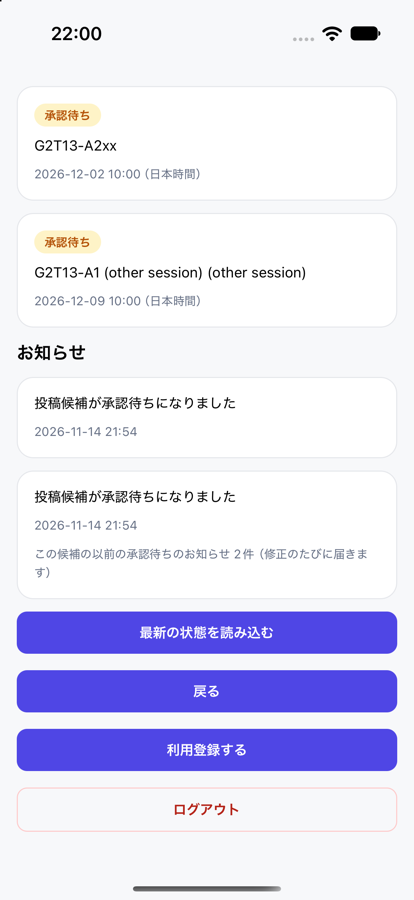 22:00
承認待ち
G2T13-A2xx
2026-12-02 10:00（日本時間）
承認待ち
G2T13-A1 (other session) (other session)
2026-12-09 10:00（日本時間）
お知らせ
投稿候補が承認待ちになりました
2026-11-14 21:54
投稿候補が承認待ちになりました
2026-11-14 21:54
この候補の以前の承認待ちのお知らせ 2 件（修正のたびに届きま
す）
最新の状態を読み込む
戻る
利用登録する
ログアウト